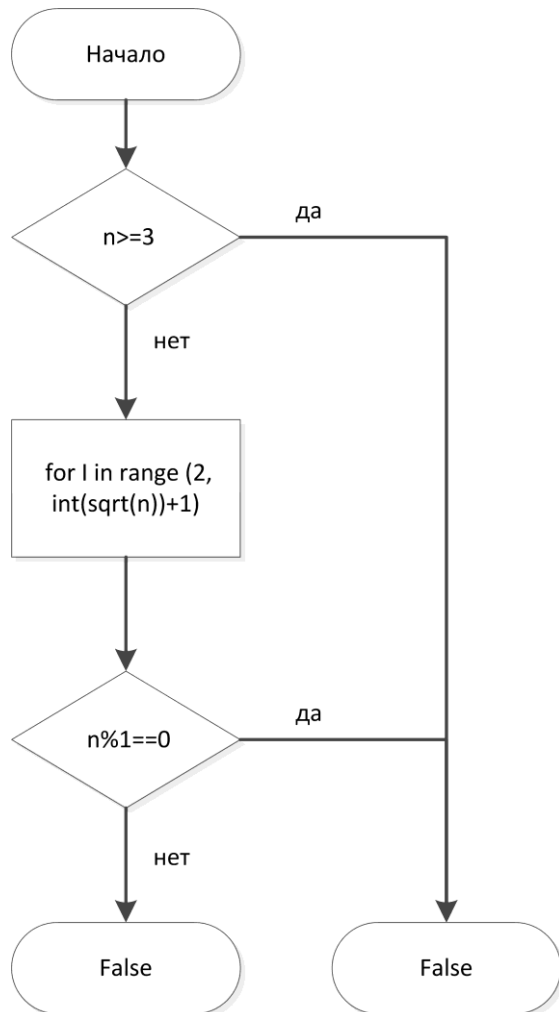 Начало
n>=3
да
нет
for I in range (2,
int(sqrt(n))+1)
n%1==0
да
нет
False
False